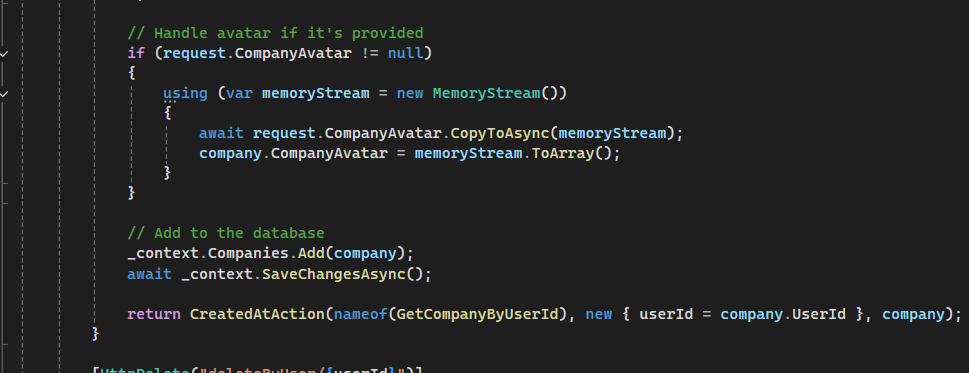 // Handle avatar if it's provided
if (request.CompanyAvatar != null)
{
using (var memoryStream = new MemoryStream())
{
await request.CompanyAvatar.CopyToAsync(memoryStream);
company.CompanyAvatar = memoryStream.ToArray();
}
}
// Add to the database
_context.Companies.Add(company);
await _context.SaveChangesAsync();
return CreatedAtAction(nameof(GetCompanyByUserId), new { userId = company.UserId }, company);
}
[HttpDelete("deleteByUser/{userId}")]